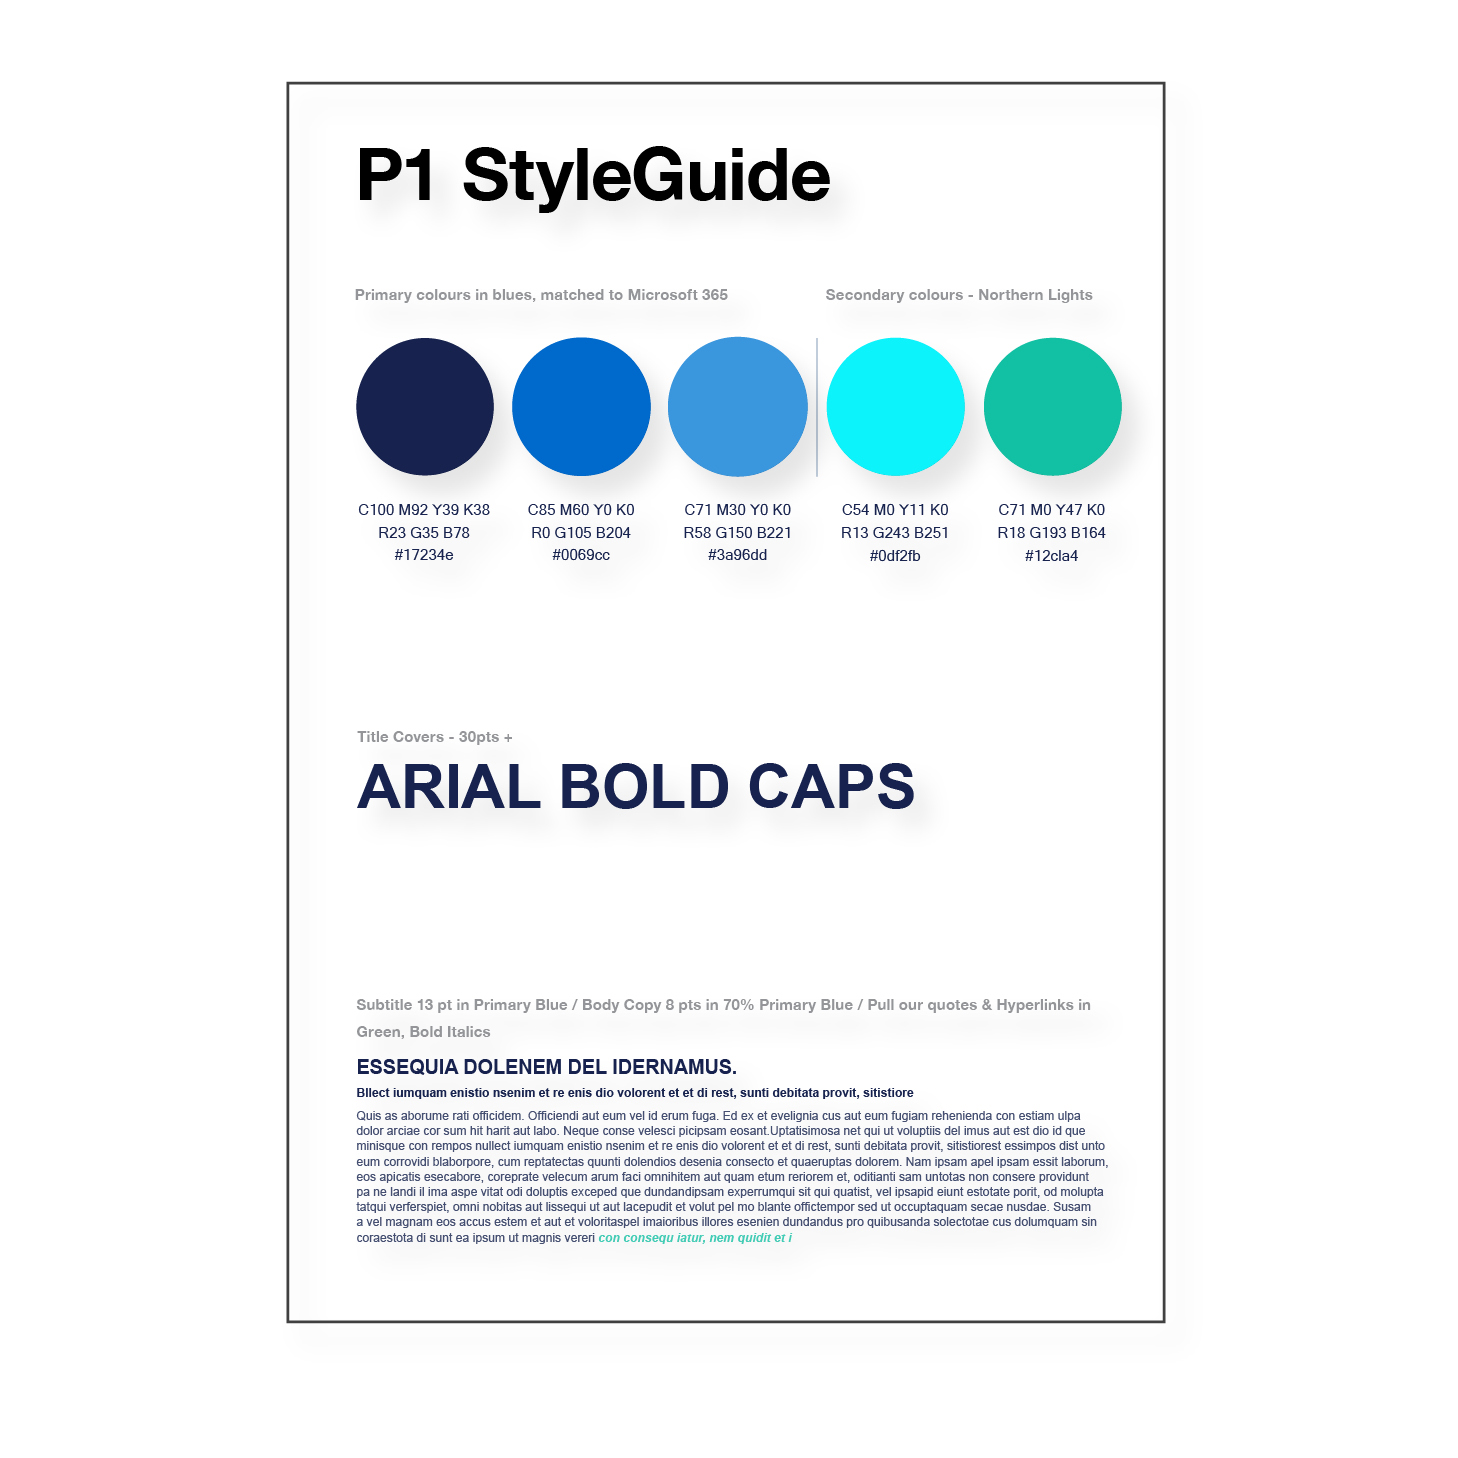 P1 StyleGuide
Primary colours in blues, matched to Microsoft 365
Secondary colours - Northern Lights
C100 M92 Y39 K38
R23 G35 B78
#17234e
C85 M60 Y0 K0
R0 G105 B204
#0069cc
C71 M30 Y0 K0
R58 G150 B221
#3a96dd
C54 M0 Y11 K0
R13 G243 B251
#0df2fb
C71 M0 Y47 K0
R18 G193 B164
#12cla4
Title Covers - 30pts +
ARIAL BOLD CAPS
Subtitle 13 pt in Primary Blue / Body Copy 8 pts in 70% Primary Blue / Pull our quotes & Hyperlinks in
Green, Bold Italics
ESSEQUIA DOLENEM DEL IDERNAMUS.
Bllect iumquam enistio nsenim et re enis dio volorent et et di rest, sunti debitata provit, sitistiore
Quis as aborume rati officidem. Officiendi aut eum vel id erum fuga. Ed ex et evelignia cus aut eum fugiam rehenienda con estiam ulpa
dolor arciae cor sum hit harit aut labo. Neque conse velesci picipsam eosant.Uptatisimosa net qui ut voluptiis del imus aut est dio id que
minisque con rempos nullect iumquam enistio nsenim et re enis dio volorent et et di rest, sunti debitata provit, sitistiorest essimpos dist unto
eum corrovidi blaborpore, cum reptatectas quunti dolendios desenia consecto et quaeruptas dolorem. Nam ipsam apel ipsam essit laborum,
eos apicatis esecabore, coreprate velecum arum faci omnihitem aut quam etum reriorem et, oditianti sam untotas non consere providunt
pa ne landi il ima aspe vitat odi doluptis exceped que dundandipsam experrumqui sit qui quatist, vel ipsapid eiunt estotate porit, od molupta
tatqui verferspiet, omni nobitas aut lissequi ut aut lacepudit et volut pel mo blante offictempor sed ut occuptaquam secae nusdae. Susam
a vel magnam eos accus estem et aut et voloritaspel imaioribus illores esenien dundandus pro quibusanda solectotae cus dolumquam sin
coraestota di sunt ea ipsum ut magnis vereri con consequ iatur, nem quidit et i